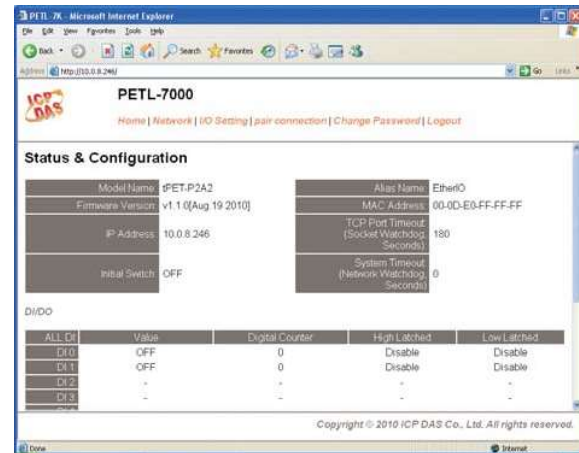 PETL-7K - Microsoft Internet Explorer
File Edit View Favorites Tools Help
Back Search Favorites
Address http://10.0.8.246/ Go Links
ICP DAS
PETL-7000
Home | Network | I/O Setting | pair connection | Change Password | Logout
Status & Configuration
Model Name tPET-P2A2 Alias Name EtherIO
Firmware Version v1.1.0[Aug 19 2010] MAC Address 00-0D-E0-FF-FF-FF
IP Address 10.0.8.246 TCP Port Timeout (Socket Watchdog, Seconds) 180
Initial Switch OFF System Timeout (Network Watchdog, Seconds) 0
DI/DO
ALL DI Value Digital Counter High Latched Low Latched
DI 0 OFF 0 Disable Disable
DI 1 OFF 0 Disable Disable
DI 2 - - - -
DI 3 - - - -
Copyright © 2010 ICP DAS Co., Ltd. All rights reserved.
Done Internet